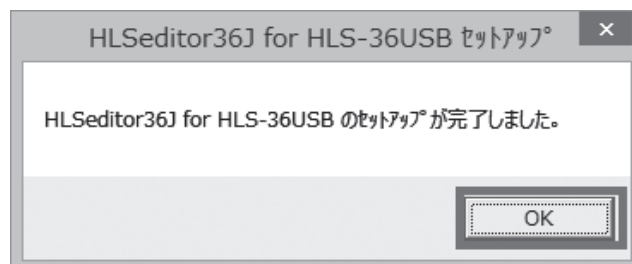 HLSeditor36J for HLS-36USB ｾｯﾄｱｯﾌﾟ
HLSeditor36J for HLS-36USB のｾｯﾄｱｯﾌﾟが完了しました。
OK